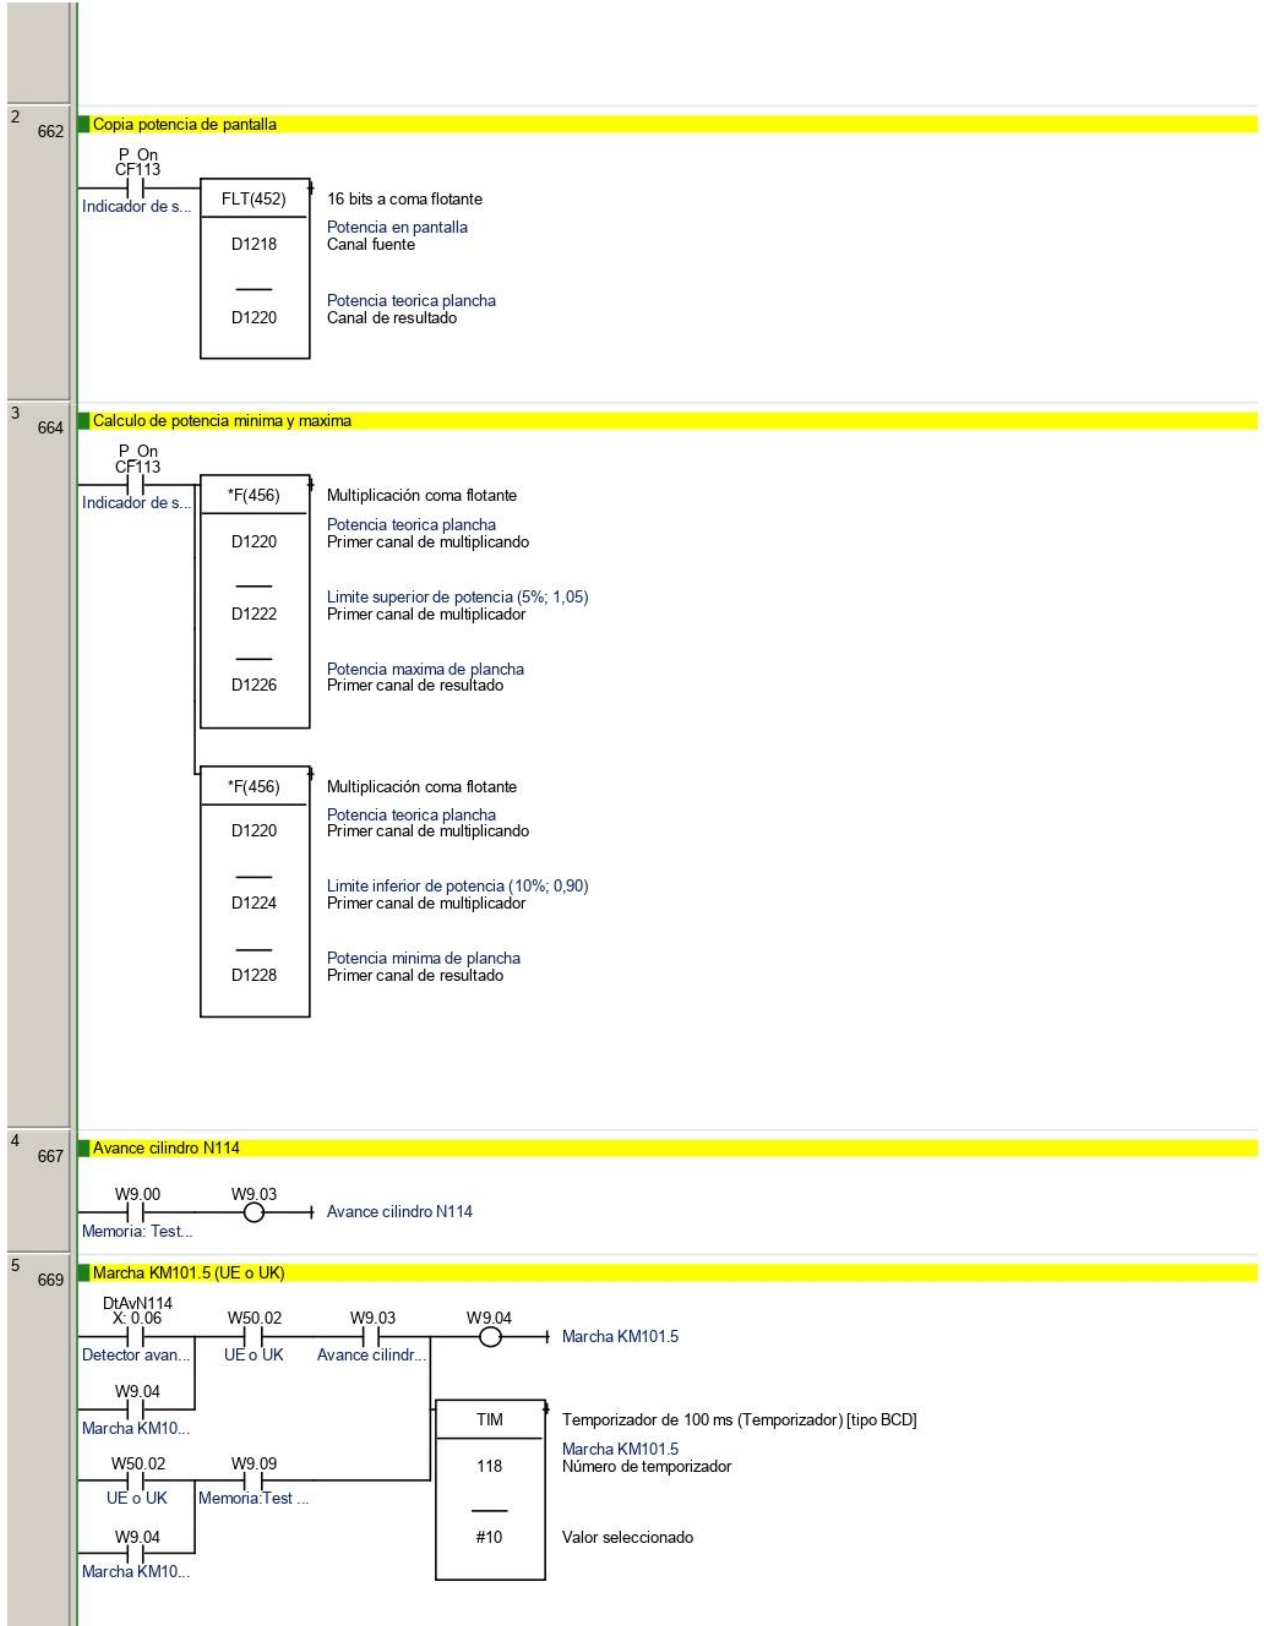 2
662
Copia potencia de pantalla
P_On
CF113
Indicador de s...
FLT(452)
16 bits a coma flotante
Potencia en pantalla
D1218
Canal fuente
Potencia teorica plancha
D1220
Canal de resultado
3
664
Calculo de potencia minima y maxima
P_On
CF113
Indicador de s...
*F(456)
Multiplicación coma flotante
Potencia teorica plancha
D1220
Primer canal de multiplicando
Limite superior de potencia (5%; 1,05)
D1222
Primer canal de multiplicador
Potencia maxima de plancha
D1226
Primer canal de resultado
*F(456)
Multiplicación coma flotante
Potencia teorica plancha
D1220
Primer canal de multiplicando
Limite inferior de potencia (10%; 0,90)
D1224
Primer canal de multiplicador
Potencia minima de plancha
D1228
Primer canal de resultado
4
667
Avance cilindro N114
W9.00
W9.03
Avance cilindro N114
Memoria: Test...
5
669
Marcha KM101.5 (UE o UK)
DtAvN114
X: 0.06
W50.02
W9.03
W9.04
Marcha KM101.5
Detector avan...
UE o UK
Avance cilindr...
W9.04
Marcha KM10...
TIM
Temporizador de 100 ms (Temporizador) [tipo BCD]
Marcha KM101.5
118
Número de temporizador
W50.02
W9.09
UE o UK
Memoria:Test ...
W9.04
Marcha KM10...
#10
Valor seleccionado